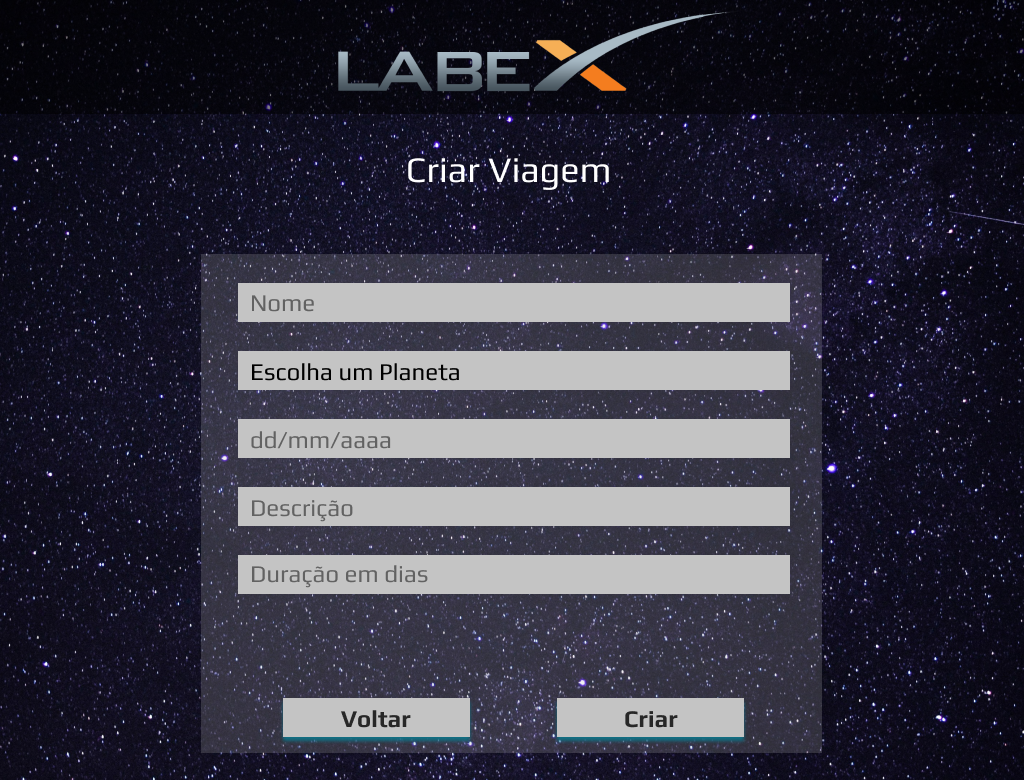 LABEX
Criar Viagem
Nome
Escolha um Planeta
dd/mm/aaaa
Descrição
Duração em dias
Voltar
Criar